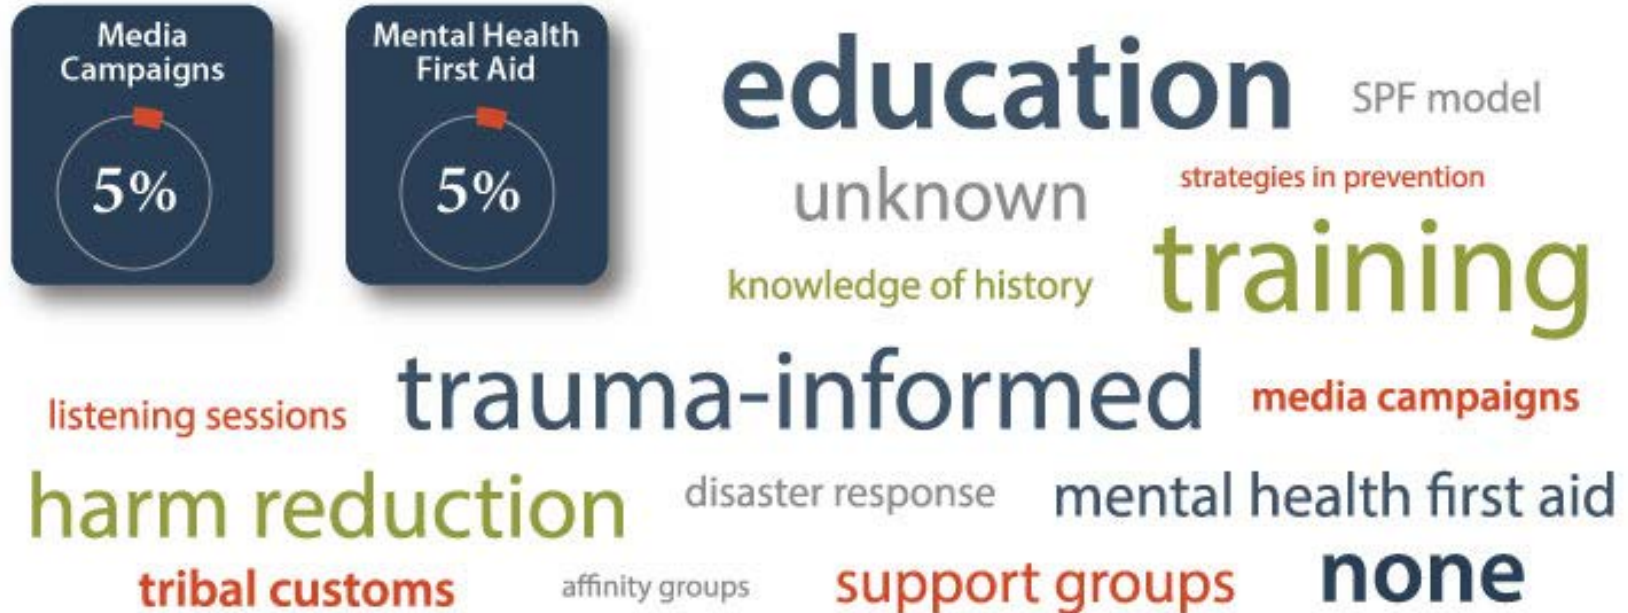 Media
Campaigns
5%
Mental Health
First Aid
5%
education
SPF model
unknown
strategies in prevention
knowledge of history
training
listening sessions
trauma-informed
media campaigns
harm reduction
disaster response
mental health first aid
tribal customs
affinity groups
support groups
none